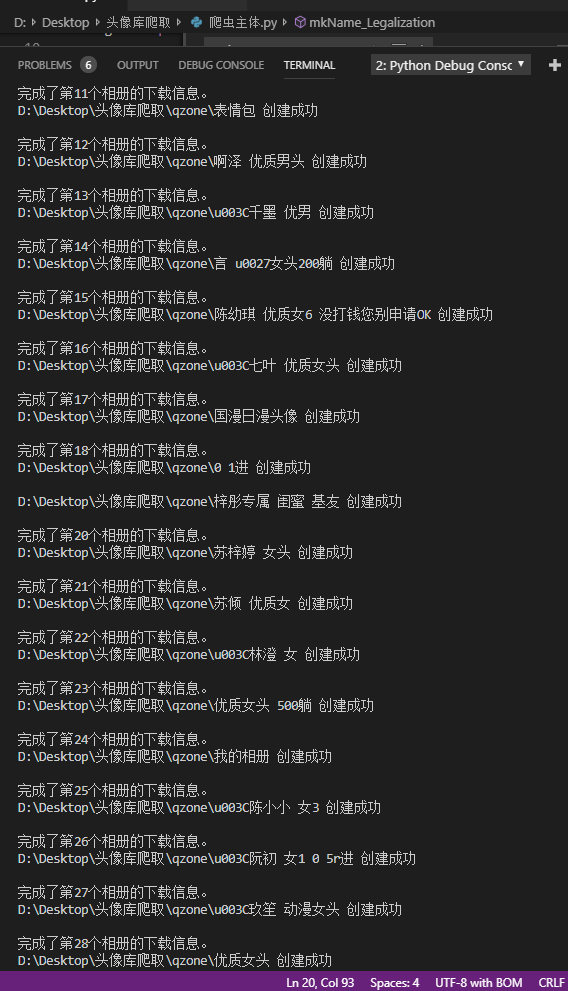 D: > Desktop > 头像库爬取 > 爬虫主体.py > mkName_Legalization
PROBLEMS 6 OUTPUT DEBUG CONSOLE TERMINAL 2: Python Debug Consc
完成了第11个相册的下载信息。
D:\Desktop\头像库爬取\qzone\表情包 创建成功
完成了第12个相册的下载信息。
D:\Desktop\头像库爬取\qzone\啊泽 优质男头 创建成功
完成了第13个相册的下载信息。
D:\Desktop\头像库爬取\qzone\u003C千墨 优男 创建成功
完成了第14个相册的下载信息。
D:\Desktop\头像库爬取\qzone\言 u0027女头200躺 创建成功
完成了第15个相册的下载信息。
D:\Desktop\头像库爬取\qzone\陈幼琪 优质女6 没打钱您别申请OK 创建成功
完成了第16个相册的下载信息。
D:\Desktop\头像库爬取\qzone\u003C七叶 优质女头 创建成功
完成了第17个相册的下载信息。
D:\Desktop\头像库爬取\qzone\国漫日漫头像 创建成功
完成了第18个相册的下载信息。
D:\Desktop\头像库爬取\qzone\0 1进 创建成功
D:\Desktop\头像库爬取\qzone\梓彤专属 闺蜜 基友 创建成功
完成了第20个相册的下载信息。
D:\Desktop\头像库爬取\qzone\苏梓婷 女头 创建成功
完成了第21个相册的下载信息。
D:\Desktop\头像库爬取\qzone\苏倾 优质女 创建成功
完成了第22个相册的下载信息。
D:\Desktop\头像库爬取\qzone\u003C林澄 女 创建成功
完成了第23个相册的下载信息。
D:\Desktop\头像库爬取\qzone\优质女头 500躺 创建成功
完成了第24个相册的下载信息。
D:\Desktop\头像库爬取\qzone\我的相册 创建成功
完成了第25个相册的下载信息。
D:\Desktop\头像库爬取\qzone\u003C陈小小 女3 创建成功
完成了第26个相册的下载信息。
D:\Desktop\头像库爬取\qzone\u003C阮初 女1 0 5r进 创建成功
完成了第27个相册的下载信息。
D:\Desktop\头像库爬取\qzone\u003C玖笙 动漫女头 创建成功
完成了第28个相册的下载信息。
D:\Desktop\头像库爬取\qzone\优质女头 创建成功
Ln 20, Col 93 Spaces: 4 UTF-8 with BOM CRLF